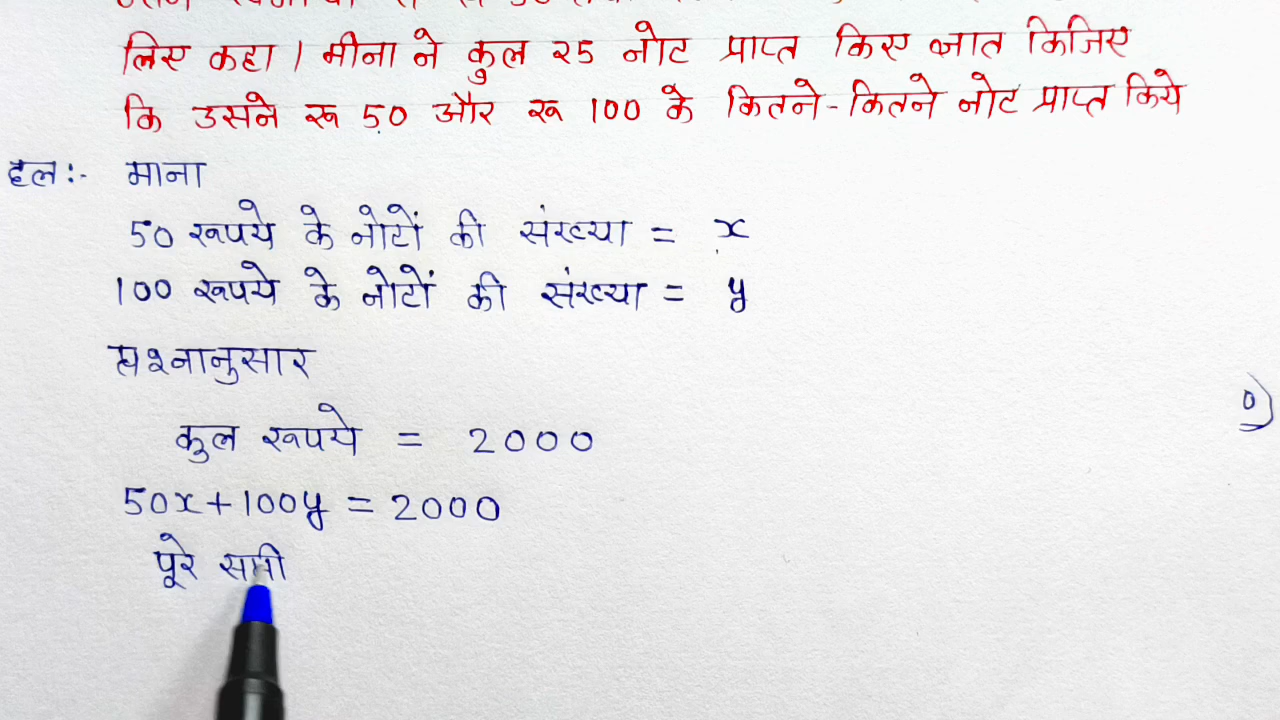 लिए कहा। मीना ने कुल 25 नोट प्राप्त किए ज्ञात किजिए
कि उसने रू 50 और रू 100 के कितने-कितने नोट प्राप्त किये
हल:- माना
50 रूपये के नोटों की संख्या = x
100 रूपये के नोटों की संख्या = y
प्रश्नानुसार
कुल रूपये = 2000
50x+100y = 2000
पूरे समी